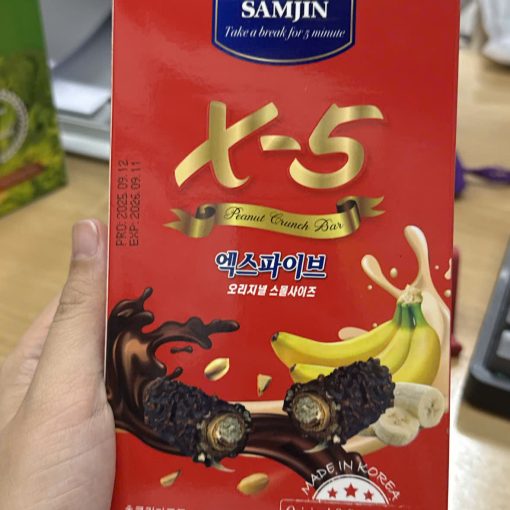 SAMJIN
Take a break for 5 minute
X-5
Peanut Crunch Bar
PRO:2025.09.12
EXP:2026.09.11
엑스파이브
오리지널 스몰사이즈
MADE IN KOREA